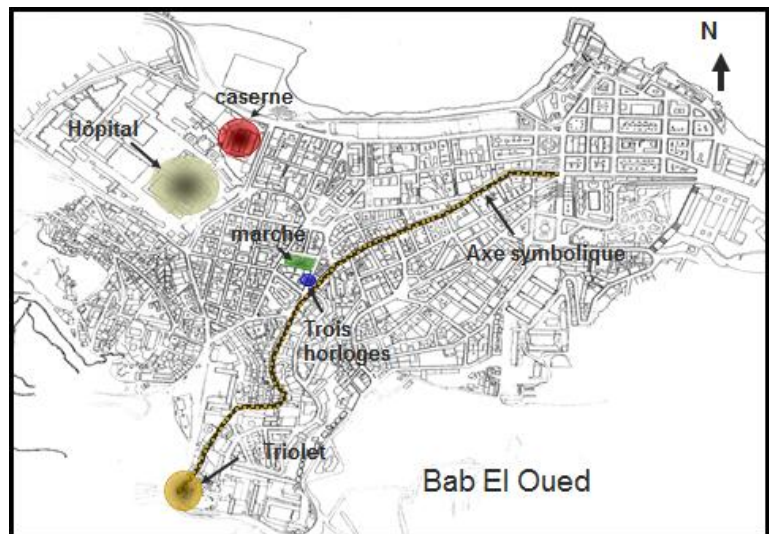 N
caserne
Hôpital
marché
Axe symbolique
Trois
horloges
Triolet
Bab El Oued